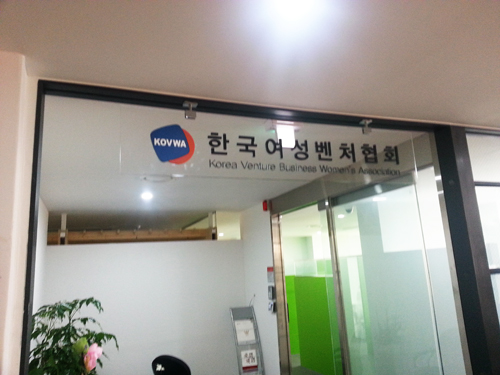 KOVWA
한국여성벤처협회
Korea Venture Business Women's Association